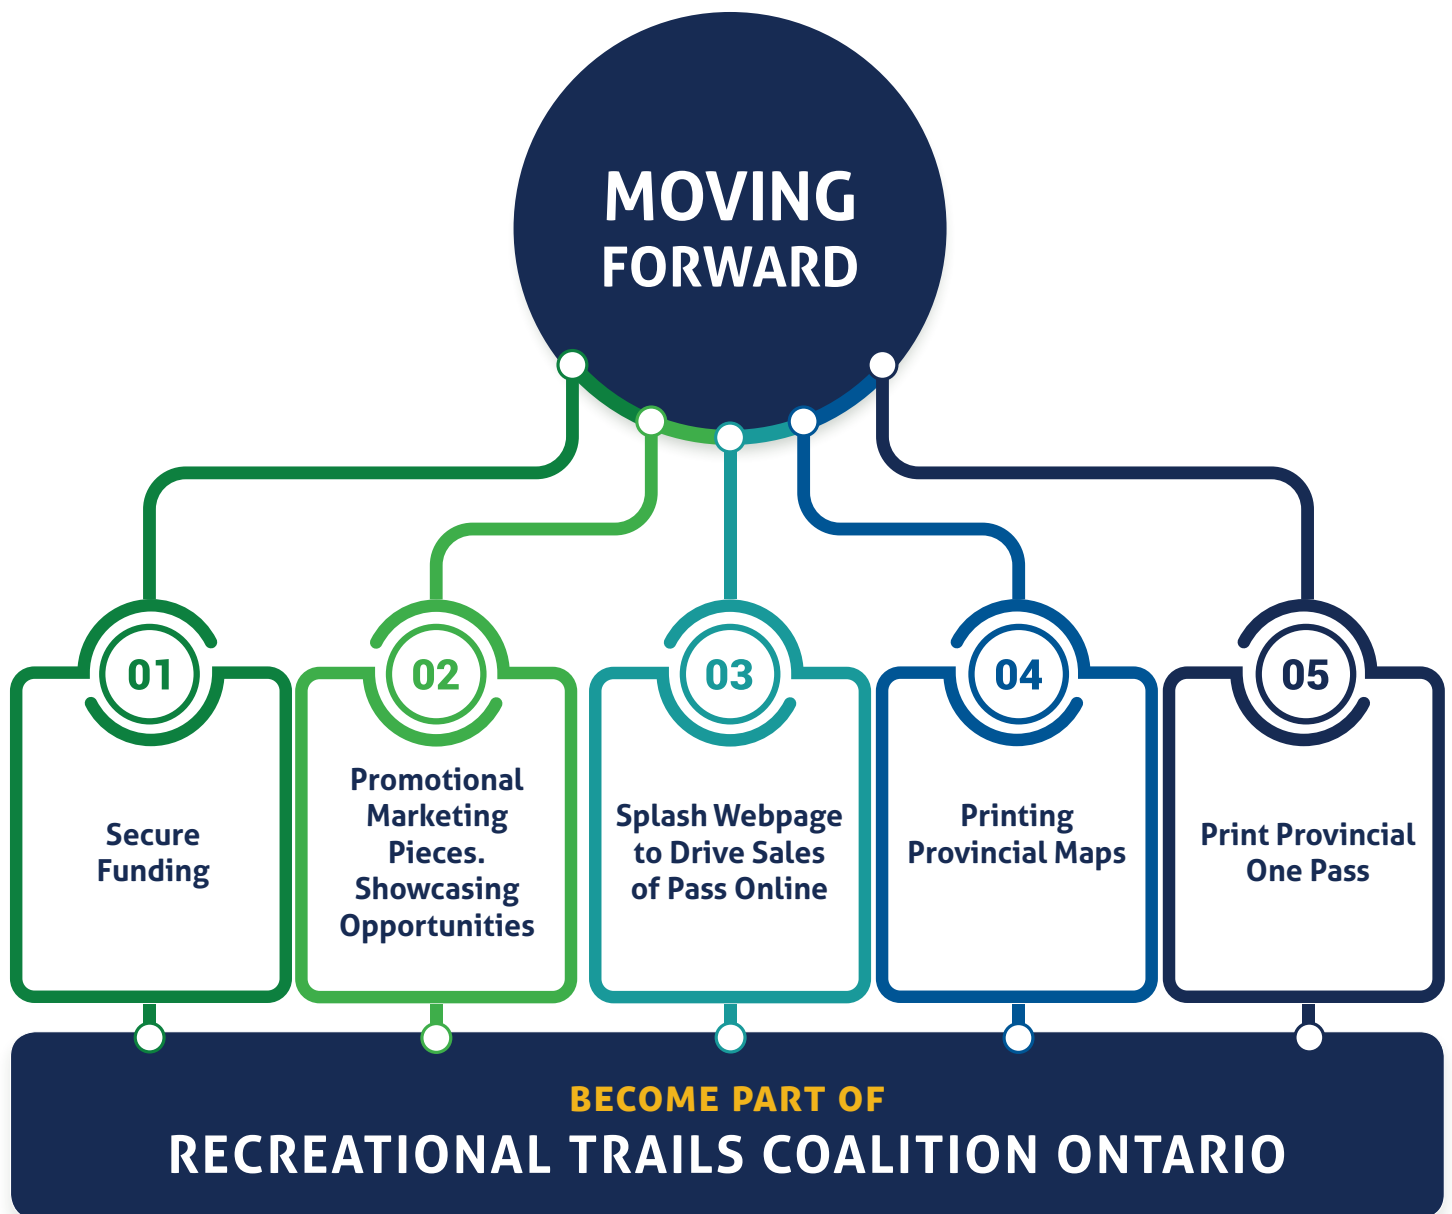 MOVING
FORWARD
01
Secure
Funding
02
Promotional
Marketing
Pieces.
Showcasing
Opportunities
03
Splash Webpage
to Drive Sales
of Pass Online
04
Printing
Provincial Maps
05
Print Provincial
One Pass
BECOME PART OF
RECREATIONAL TRAILS COALITION ONTARIO